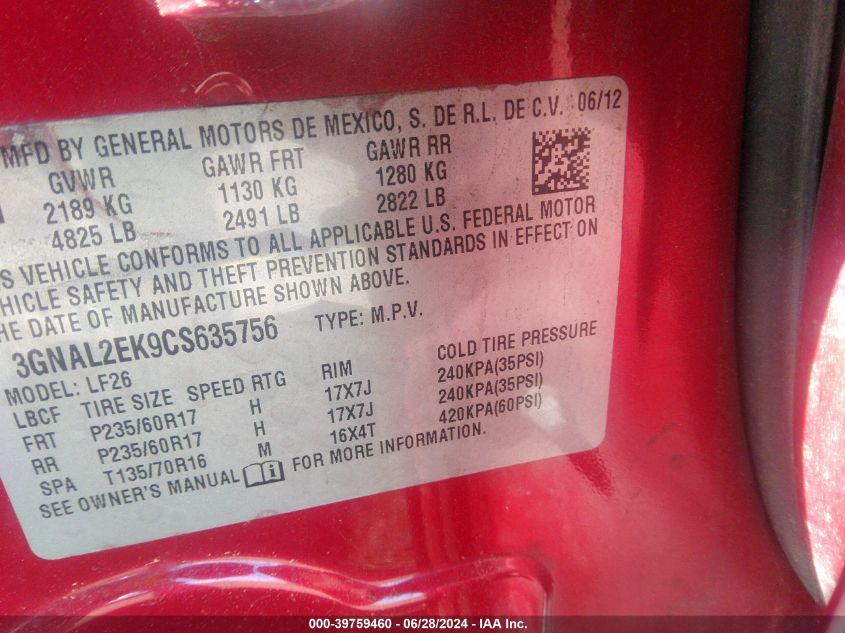 MFD BY GENERAL MOTORS DE MEXICO, S. DE R.L. DE C.V. 06/12
GVWR GAWR FRT GAWR RR
2189 KG 1130 KG 1280 KG
4825 LB 2491 LB 2822 LB
S VEHICLE CONFORMS TO ALL APPLICABLE U.S. FEDERAL MOTOR
HICLE SAFETY AND THEFT PREVENTION STANDARDS IN EFFECT ON
HE DATE OF MANUFACTURE SHOWN ABOVE.
3GNAL2EK9CS635756 TYPE: M.P.V.
MODEL: LF26
LBCF TIRE SIZE SPEED RTG RIM COLD TIRE PRESSURE
FRT P235/60R17 H 17X7J 240KPA(35PSI)
RR P235/60R17 H 17X7J 240KPA(35PSI)
SPA T135/70R16 M 16X4T 420KPA(60PSI)
SEE OWNER'S MANUAL i FOR MORE INFORMATION.
000-39759460 - 06/28/2024 - IAA Inc.